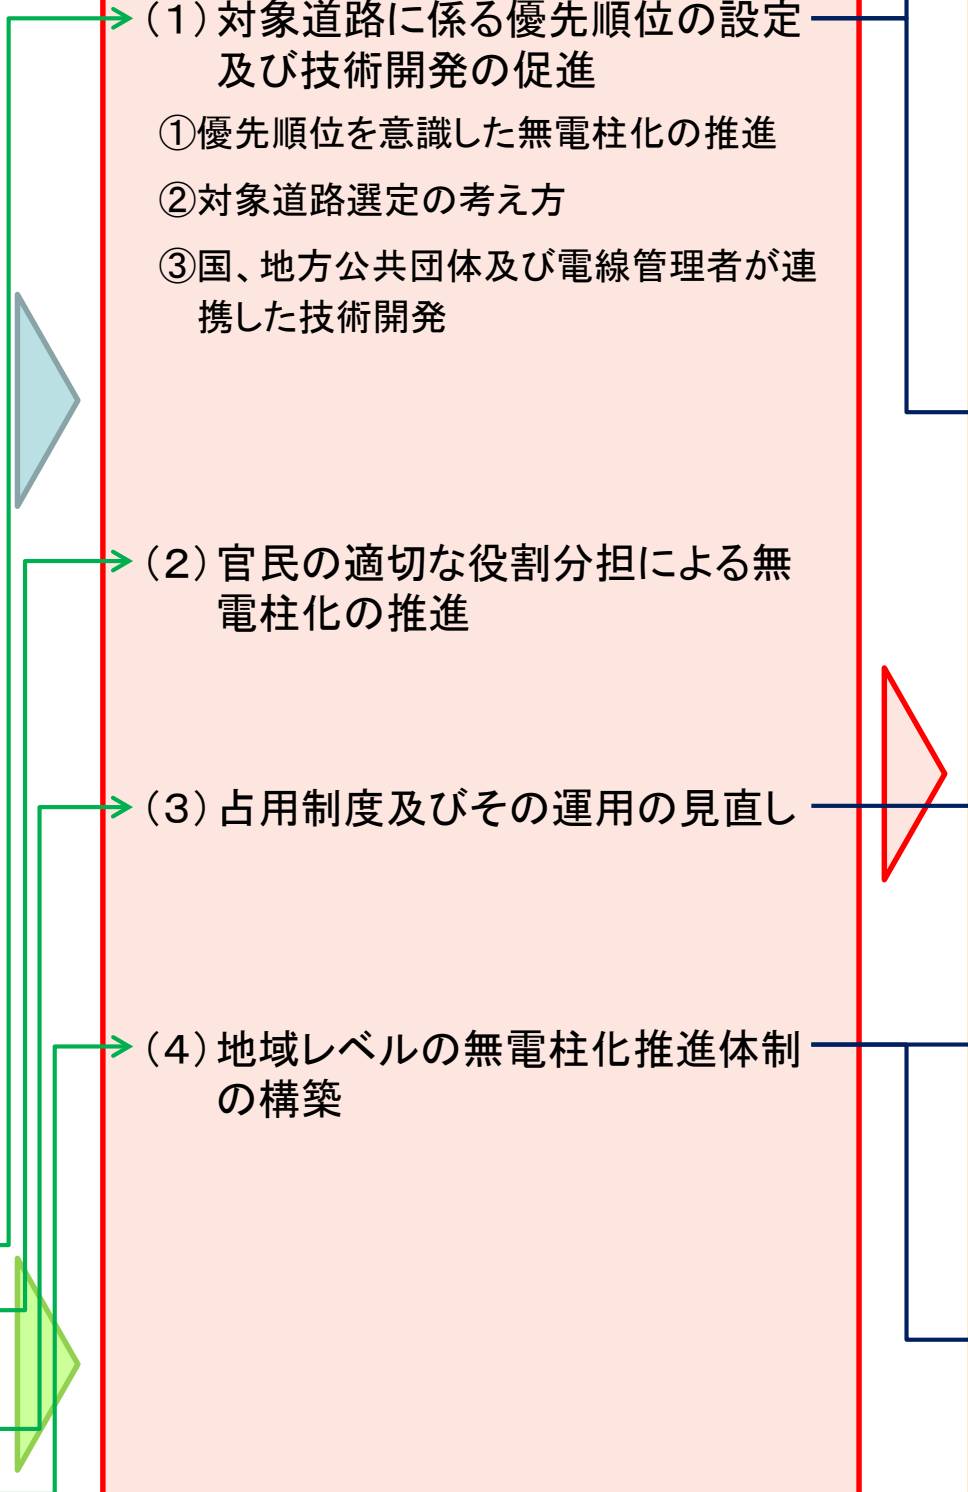 （１）対象道路に係る優先順位の設定
及び技術開発の促進
①優先順位を意識した無電柱化の推進
②対象道路選定の考え方
③国、地方公共団体及び電線管理者が連
携した技術開発
（２）官民の適切な役割分担による無
電柱化の推進
（３）占用制度及びその運用の見直し
（４）地域レベルの無電柱化推進体制
の構築